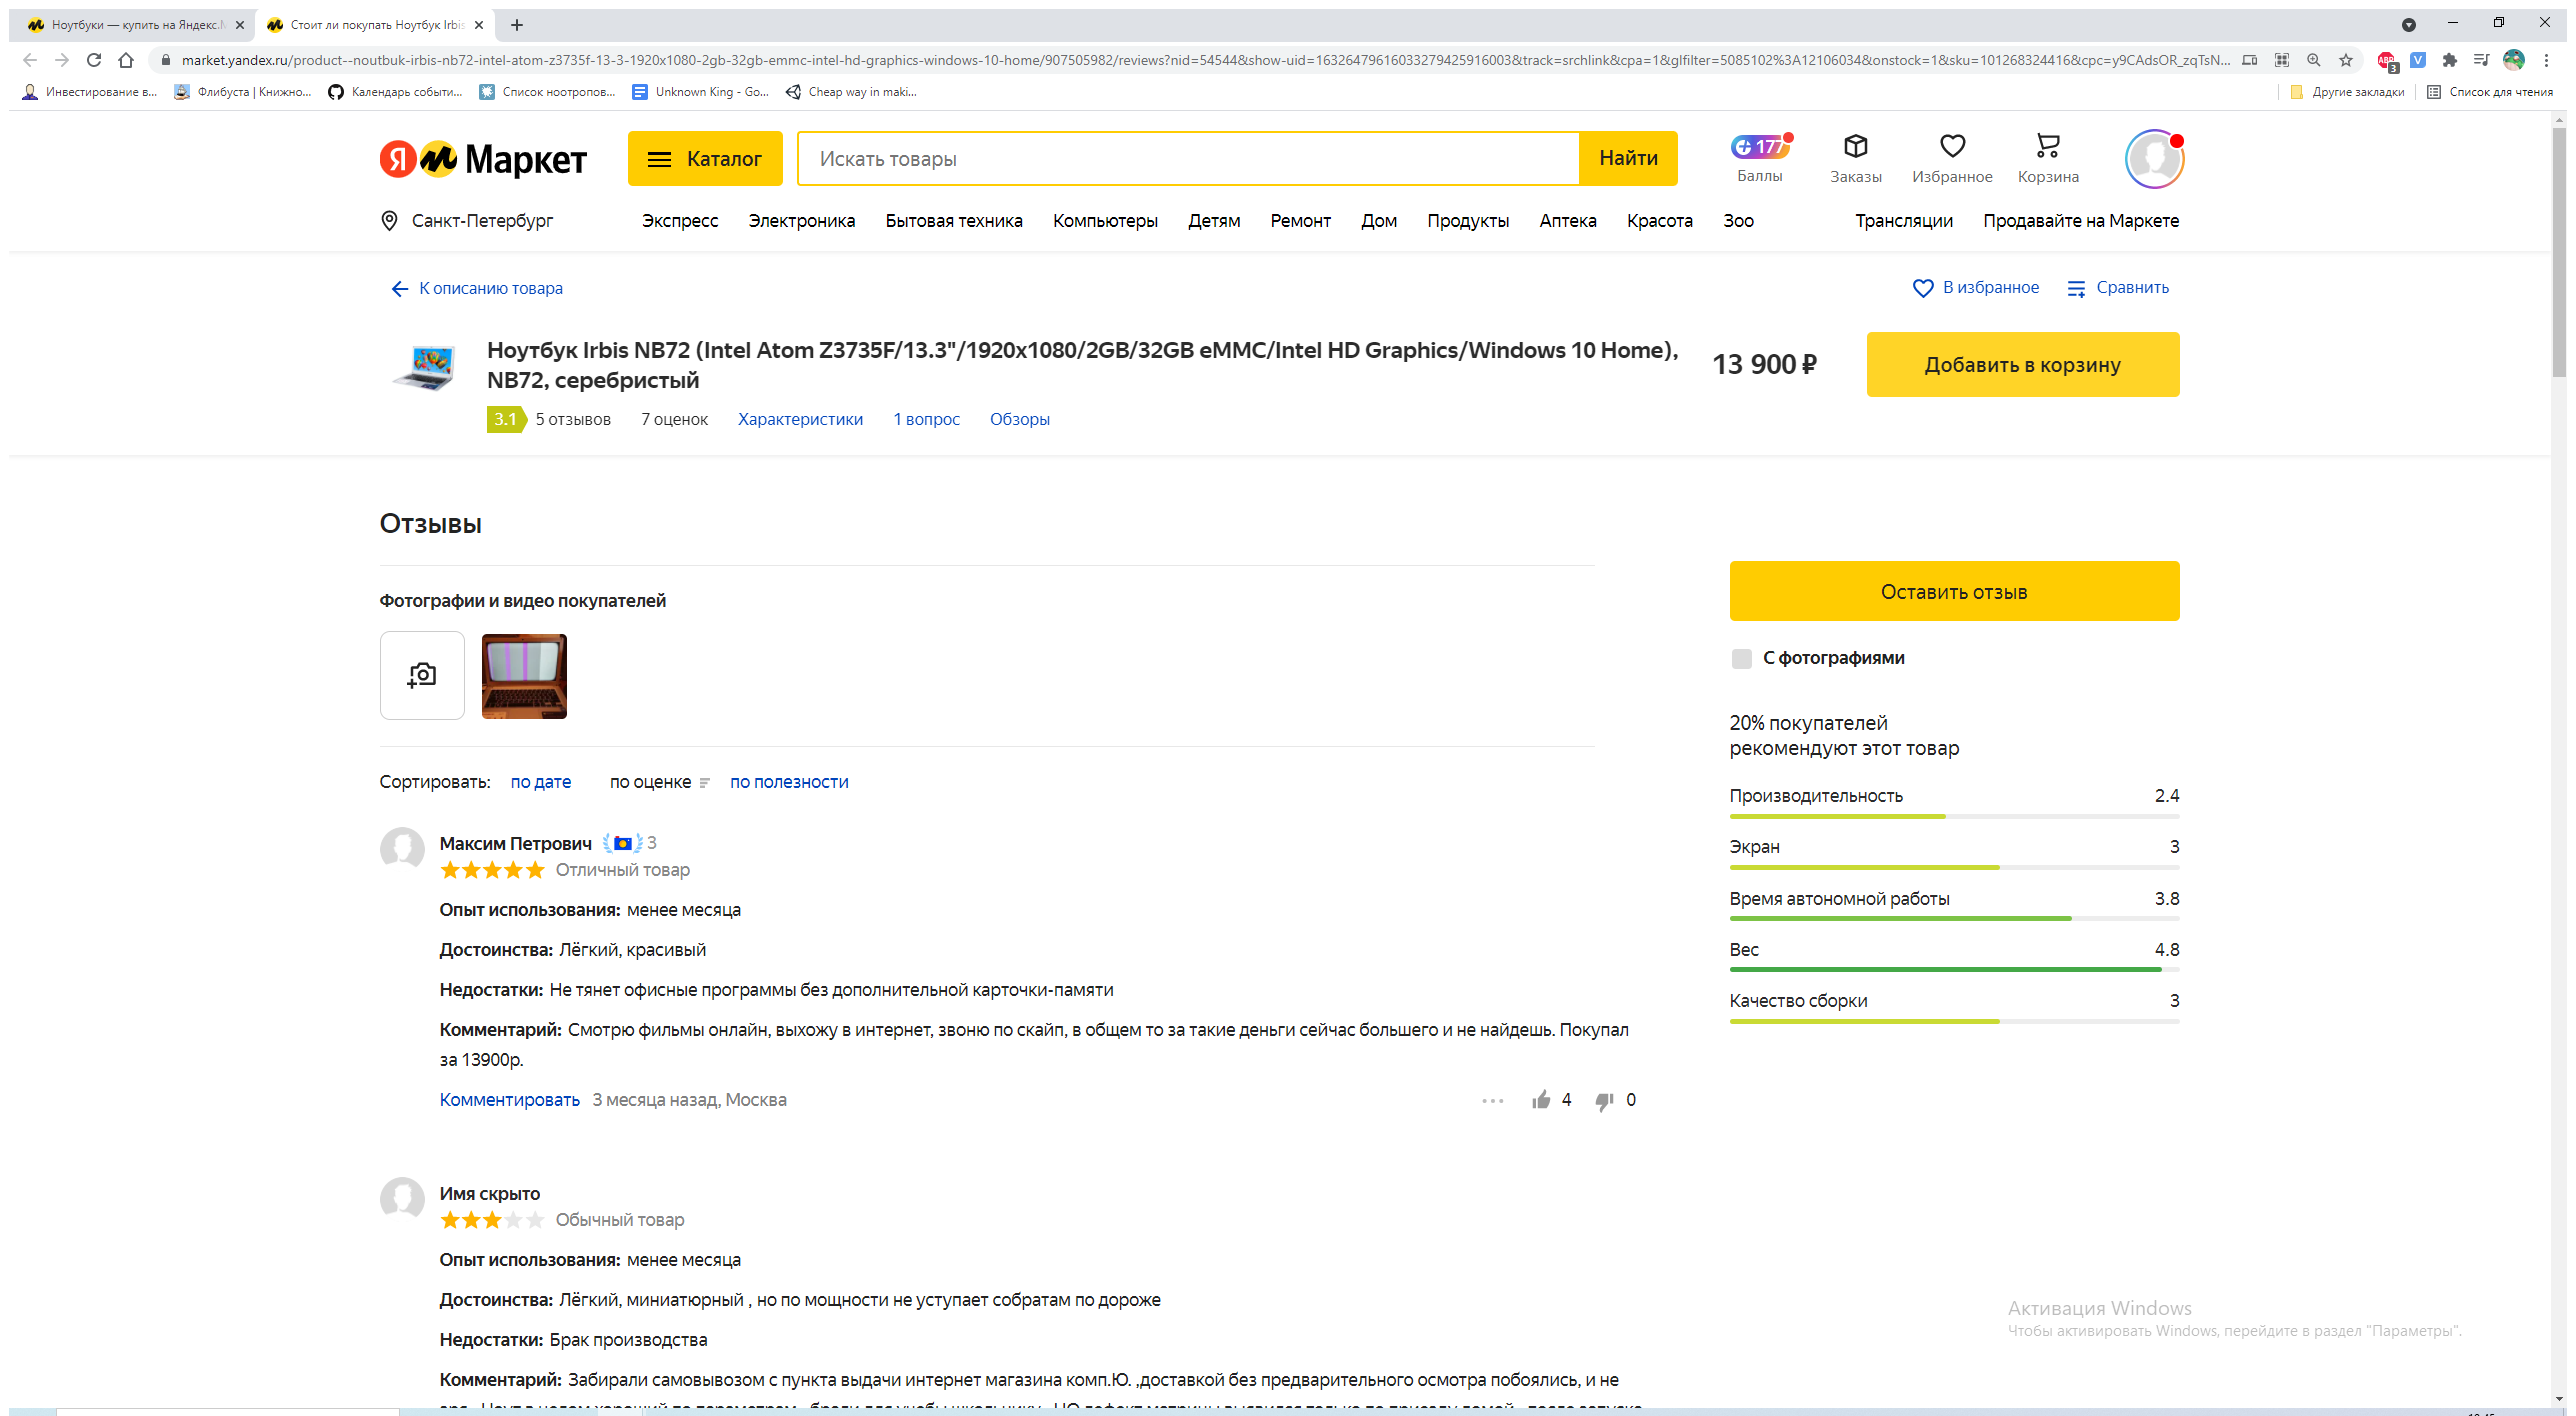 Ноутбуки — купить на Яндекс.М
Стоит ли покупать Ноутбук Irbis
market.yandex.ru/product--noutbuk-irbis-nb72-intel-atom-z3735f-13-3-1920x1080-2gb-32gb-emmc-intel-hd-graphics-windows-10-home/907505982/reviews?nid=54544&show-uid=16326479616033279425916003&track=srchlink&cpa=1&glfilter=5085102%3A12106034&onstock=1&sku=101268324416&cpc=y9CAdsOR_zqTsN...
ABP 3 V
Инвестирование в... Флибуста | Книжно... Календарь событи... Список ноотропов... Unknown King - Go... Cheap way in maki... Другие закладки Список для чтения
Я Маркет Каталог Искать товары Найти 177 Баллы Заказы Избранное Корзина
Санкт-Петербург Экспресс Электроника Бытовая техника Компьютеры Детям Ремонт Дом Продукты Аптека Красота Зоо Трансляции Продавайте на Маркете
К описанию товара В избранное Сравнить
Ноутбук Irbis NB72 (Intel Atom Z3735F/13.3"/1920x1080/2GB/32GB eMMC/Intel HD Graphics/Windows 10 Home),
NB72, серебристый
13 900 ₽ Добавить в корзину
3.1 5 отзывов 7 оценок Характеристики 1 вопрос Обзоры
Отзывы
Фотографии и видео покупателей
Сортировать: по дате по оценке по полезности
Максим Петрович 3
Отличный товар
Опыт использования: менее месяца
Достоинства: Лёгкий, красивый
Недостатки: Не тянет офисные программы без дополнительной карточки-памяти
Комментарий: Смотрю фильмы онлайн, выхожу в интернет, звоню по скайп, в общем то за такие деньги сейчас большего и не найдешь. Покупал
за 13900р.
Комментировать 3 месяца назад, Москва 4 0
Имя скрыто
Обычный товар
Опыт использования: менее месяца
Достоинства: Лёгкий, миниатюрный , но по мощности не уступает собратам по дороже
Недостатки: Брак производства
Комментарий: Забирали самовывозом с пункта выдачи интернет магазина комп.Ю. ,доставкой без предварительного осмотра побоялись, и не
Оставить отзыв
С фотографиями
20% покупателей
рекомендуют этот товар
Производительность 2.4
Экран 3
Время автономной работы 3.8
Вес 4.8
Качество сборки 3
Активация Windows
Чтобы активировать Windows, перейдите в раздел "Параметры".